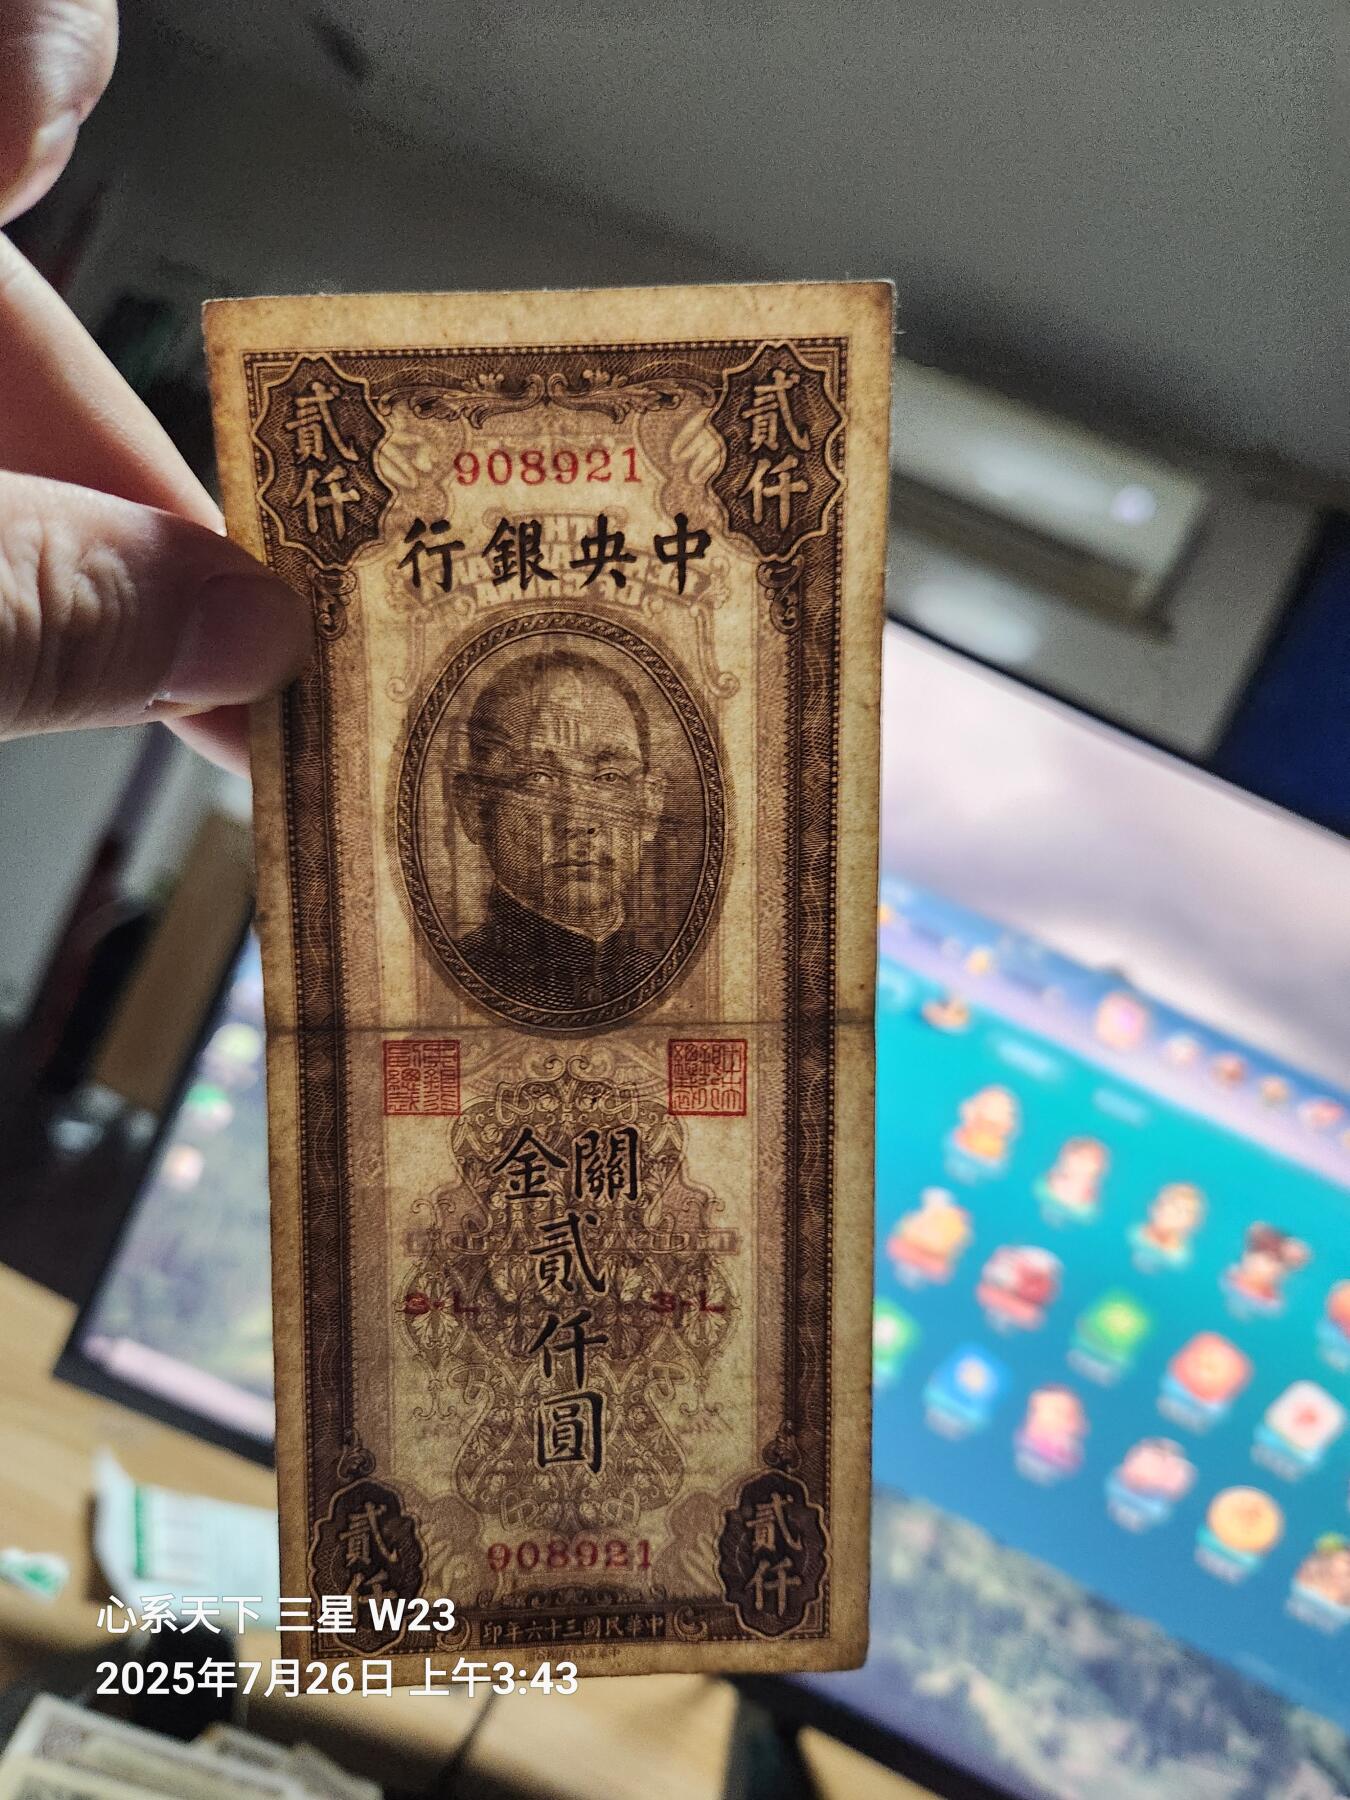 貳仟 貳仟
908921
行銀央中
金關
貳仟圓
S-L S-L
908921
貳仟 貳仟
印年六十三國民華中
心系天下 三星 W23
2025年7月26日 上午3:43